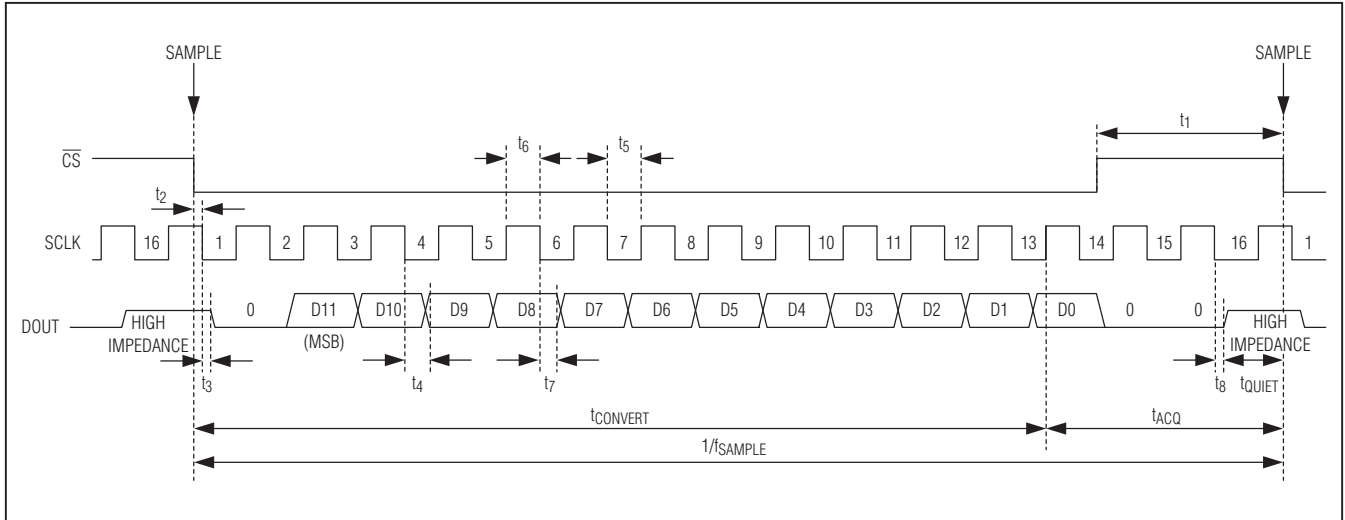 SAMPLE SAMPLE
t1
t6 t5
CS
t2
SCLK 16 1 2 3 4 5 6 7 8 9 10 11 12 13 14 15 16 1
DOUT HIGH IMPEDANCE 0 D11 D10 D9 D8 D7 D6 D5 D4 D3 D2 D1 D0 0 0 HIGH IMPEDANCE
(MSB)
t3 t4 t7 t8 tQUIET
tCONVERT tACQ
1/fSAMPLE